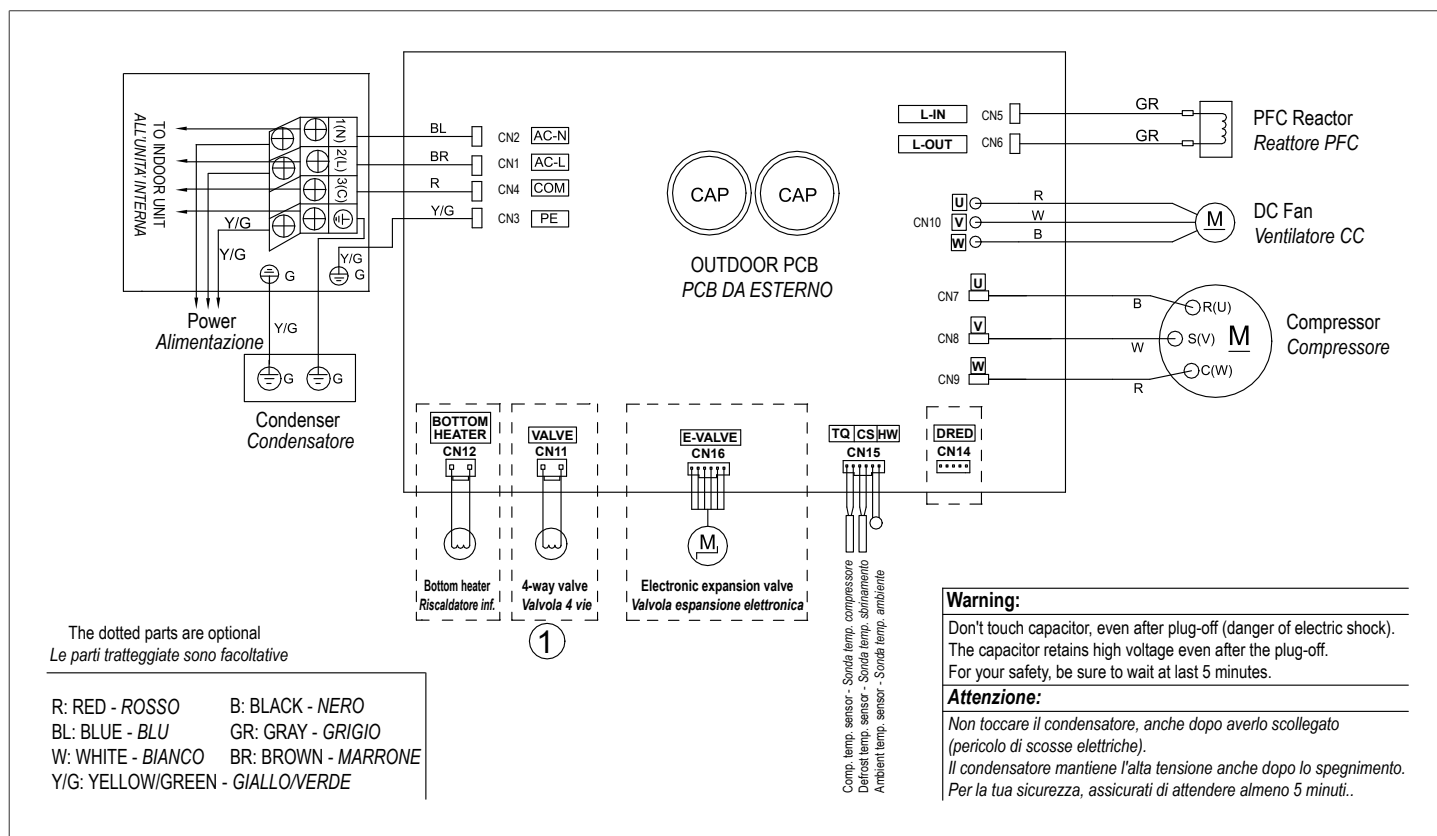 TO INDOOR UNIT
ALL'UNITA' INTERNA
1(N)
2(L)
3(C)
Y/G
Y/G
G
Y/G
G
Power
Alimentazione
Y/G
G
G
Condenser
Condensatore
BL
CN2
AC-N
BR
CN1
AC-L
R
CN4
COM
Y/G
CN3
PE
CAP
CAP
OUTDOOR PCB
PCB DA ESTERNO
L-IN
CN5
GR
L-OUT
CN6
GR
PFC Reactor
Reattore PFC
CN10
U
R
V
W
W
B
M
DC Fan
Ventilatore CC
U
CN7
B
R(U)
V
CN8
W
S(V)
M
W
CN9
R
C(W)
Compressor
Compressore
BOTTOM
HEATER
CN12
Bottom heater
Riscaldatore inf.
VALVE
CN11
4-way valve
Valvola 4 vie
1
E-VALVE
CN16
M
Electronic expansion valve
Valvola espansione elettronica
TQ CS HW
CN15
Comp. temp. sensor - Sonda temp. compressore
Defrost temp. sensor - Sonda temp. sbrinamento
Ambient temp. sensor - Sonda temp. ambiente
DRED
CN14
The dotted parts are optional
Le parti tratteggiate sono facoltative
R: RED - ROSSO B: BLACK - NERO
BL: BLUE - BLU GR: GRAY - GRIGIO
W: WHITE - BIANCO BR: BROWN - MARRONE
Y/G: YELLOW/GREEN - GIALLO/VERDE
Warning:
Don't touch capacitor, even after plug-off (danger of electric shock).
The capacitor retains high voltage even after the plug-off.
For your safety, be sure to wait at last 5 minutes.
Attenzione:
Non toccare il condensatore, anche dopo averlo scollegato
(pericolo di scosse elettriche).
Il condensatore mantiene l'alta tensione anche dopo lo spegnimento.
Per la tua sicurezza, assicurati di attendere almeno 5 minuti..